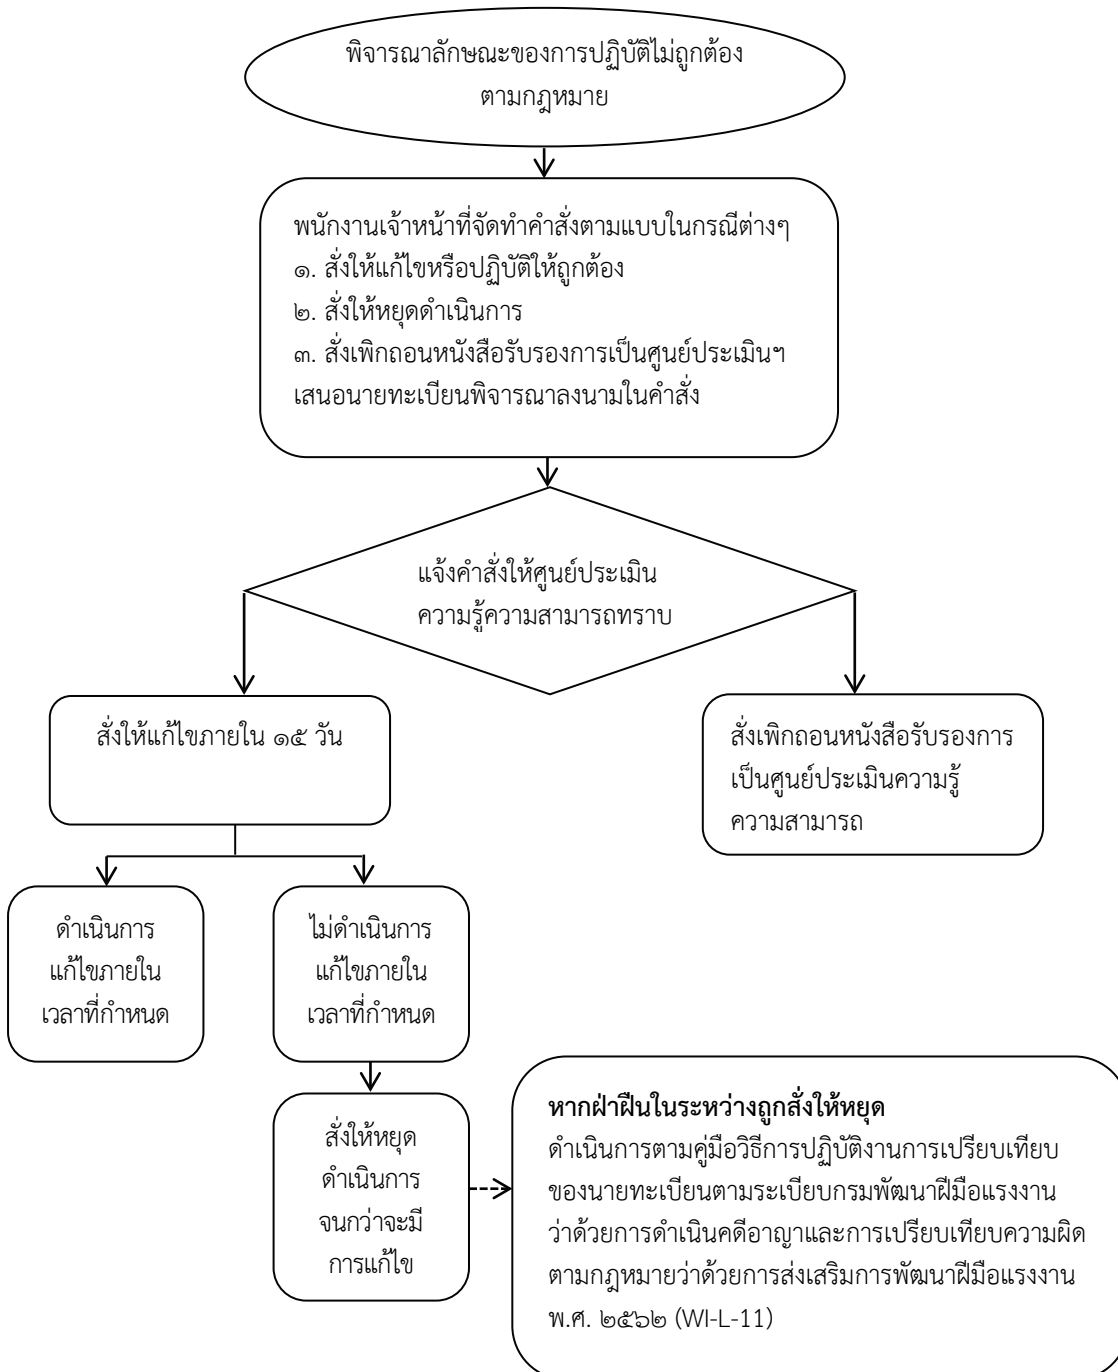 พิจารณาลักษณะของการปฏิบัติไม่ถูกต้อง
ตามกฎหมาย
พนักงานเจ้าหน้าที่จัดทำคำสั่งตามแบบในกรณีต่างๆ
๑. สั่งให้แก้ไขหรือปฏิบัติให้ถูกต้อง
๒. สั่งให้หยุดดำเนินการ
๓. สั่งเพิกถอนหนังสือรับรองการเป็นศูนย์ประเมินฯ
เสนอนายทะเบียนพิจารณาลงนามในคำสั่ง
แจ้งคำสั่งให้ศูนย์ประเมิน
ความรู้ความสามารถทราบ
สั่งให้แก้ไขภายใน ๑๕ วัน
สั่งเพิกถอนหนังสือรับรองการ
เป็นศูนย์ประเมินความรู้
ความสามารถ
ดำเนินการ
แก้ไขภายใน
เวลาที่กำหนด
ไม่ดำเนินการ
แก้ไขภายใน
เวลาที่กำหนด
สั่งให้หยุด
ดำเนินการ
จนกว่าจะมี
การแก้ไข
หากฝ่าฝืนในระหว่างถูกสั่งให้หยุด
ดำเนินการตามคู่มือวิธีการปฏิบัติงานการเปรียบเทียบ
ของนายทะเบียนตามระเบียบกรมพัฒนาฝีมือแรงงาน
ว่าด้วยการดำเนินคดีอาญาและการเปรียบเทียบความผิด
ตามกฎหมายว่าด้วยการส่งเสริมการพัฒนาฝีมือแรงงาน
พ.ศ. ๒๕๖๒ (WI-L-11)